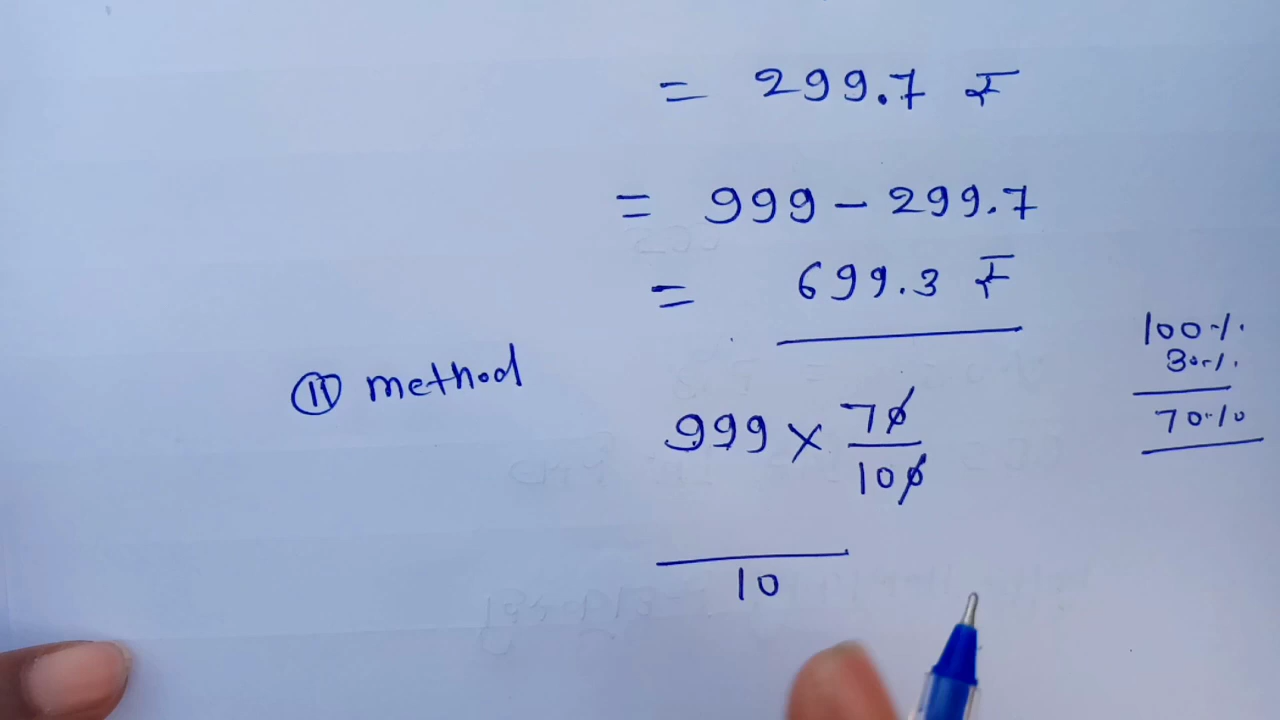 = 299.7 ₹
= 999 - 299.7
= 699.3 ₹
100%
30%
70%
II method
999 × 70/100
10